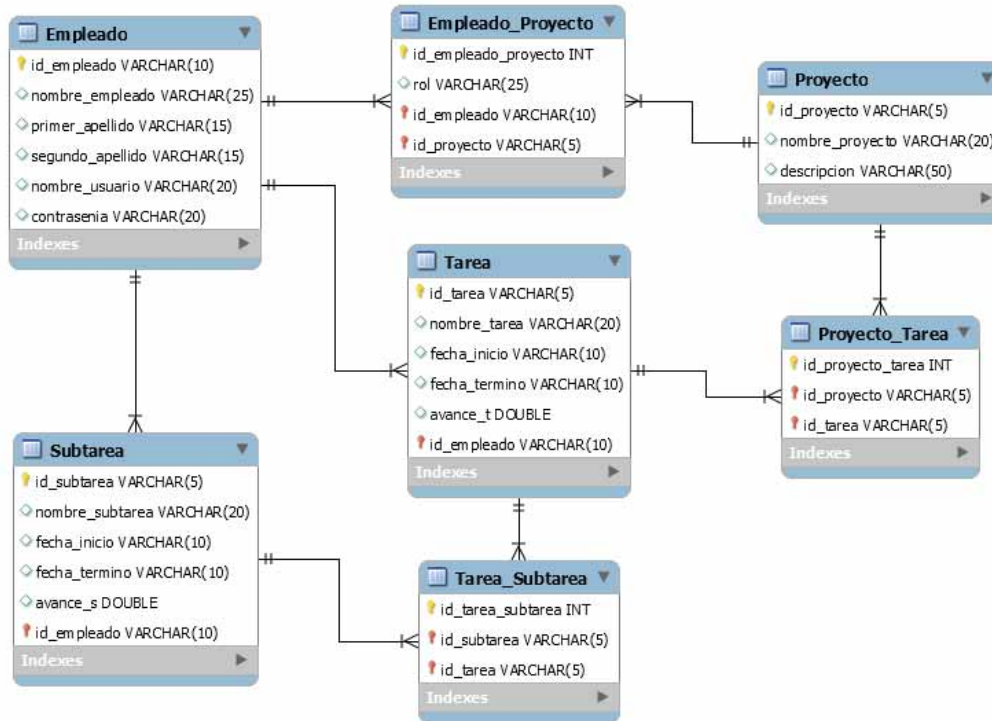 Empleado
id_empleado VARCHAR(10)
nombre_empleado VARCHAR(25)
primer_apellido VARCHAR(15)
segundo_apellido VARCHAR(15)
nombre_usuario VARCHAR(20)
contrasenia VARCHAR(20)
Indexes
Empleado_Proyecto
id_empleado_proyecto INT
rol VARCHAR(25)
id_empleado VARCHAR(10)
id_proyecto VARCHAR(5)
Indexes
Proyecto
id_proyecto VARCHAR(5)
nombre_proyecto VARCHAR(20)
descripcion VARCHAR(50)
Indexes
Tarea
id_tarea VARCHAR(5)
nombre_tarea VARCHAR(20)
fecha_inicio VARCHAR(10)
fecha_termino VARCHAR(10)
avance_t DOUBLE
id_empleado VARCHAR(10)
Indexes
Proyecto_Tarea
id_proyecto_tarea INT
id_proyecto VARCHAR(5)
id_tarea VARCHAR(5)
Indexes
Subtarea
id_subtarea VARCHAR(5)
nombre_subtarea VARCHAR(20)
fecha_inicio VARCHAR(10)
fecha_termino VARCHAR(10)
avance_s DOUBLE
id_empleado VARCHAR(10)
Indexes
Tarea_Subtarea
id_tarea_subtarea INT
id_subtarea VARCHAR(5)
id_tarea VARCHAR(5)
Indexes